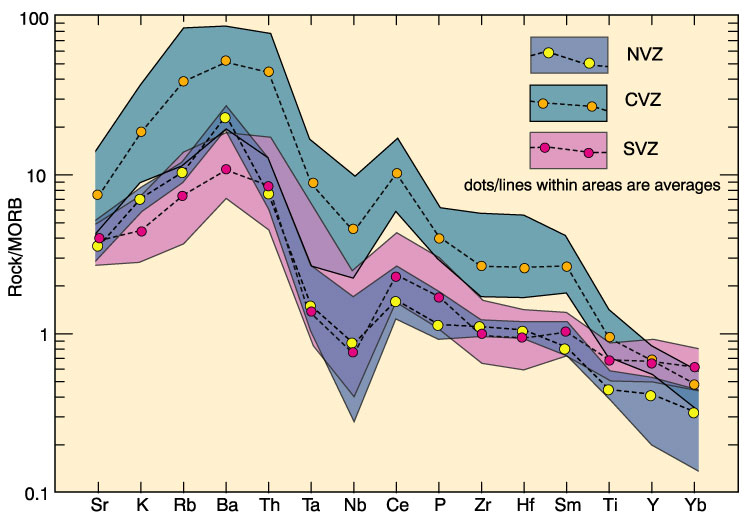 100
10
1
0.1
Rock/MORB
NVZ
CVZ
SVZ
dots/lines within areas are averages
Sr K Rb Ba Th Ta Nb Ce P Zr Hf Sm Ti Y Yb